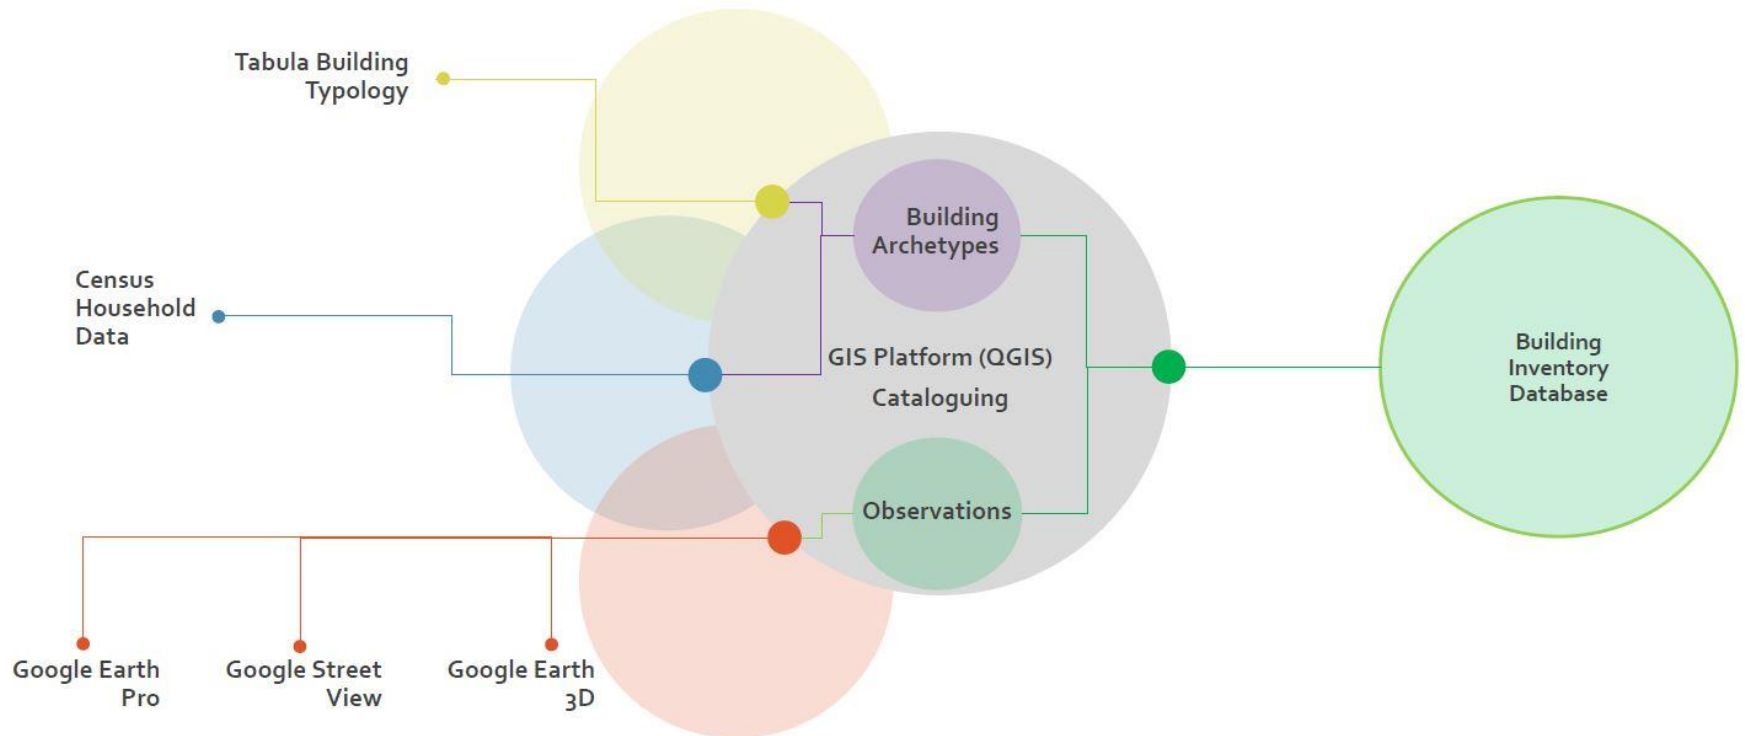 Tabula Building
Typology
Building
Archetypes
Census
Household
Data
GIS Platform (QGIS)
Cataloguing
Building
Inventory
Database
Observations
Google Earth
Pro
Google Street
View
Google Earth
3D